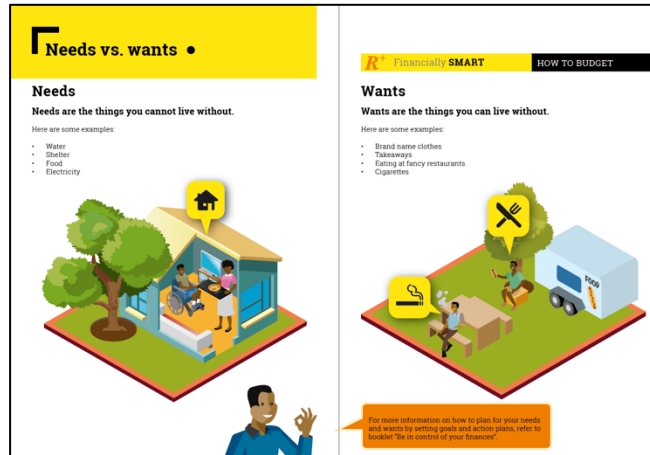 Needs vs. wants •
Needs
Needs are the things you cannot live without.
Here are some examples:
• Water
• Shelter
• Food
• Electricity
R+ Financially SMART
HOW TO BUDGET
Wants
Wants are the things you can live without.
Here are some examples:
• Brand name clothes
• Takeaways
• Eating at fancy restaurants
• Cigarettes
FOOD
For more information on how to plan for your needs
and wants by setting goals and action plans, refer to
booklet "Be in control of your finances".